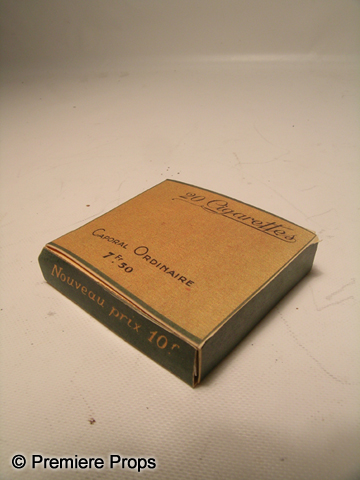 20 Cigarettes
CAPORAL ORDINAIRE
7 Fr 50
Nouveau prix 10 f
© Premiere Props